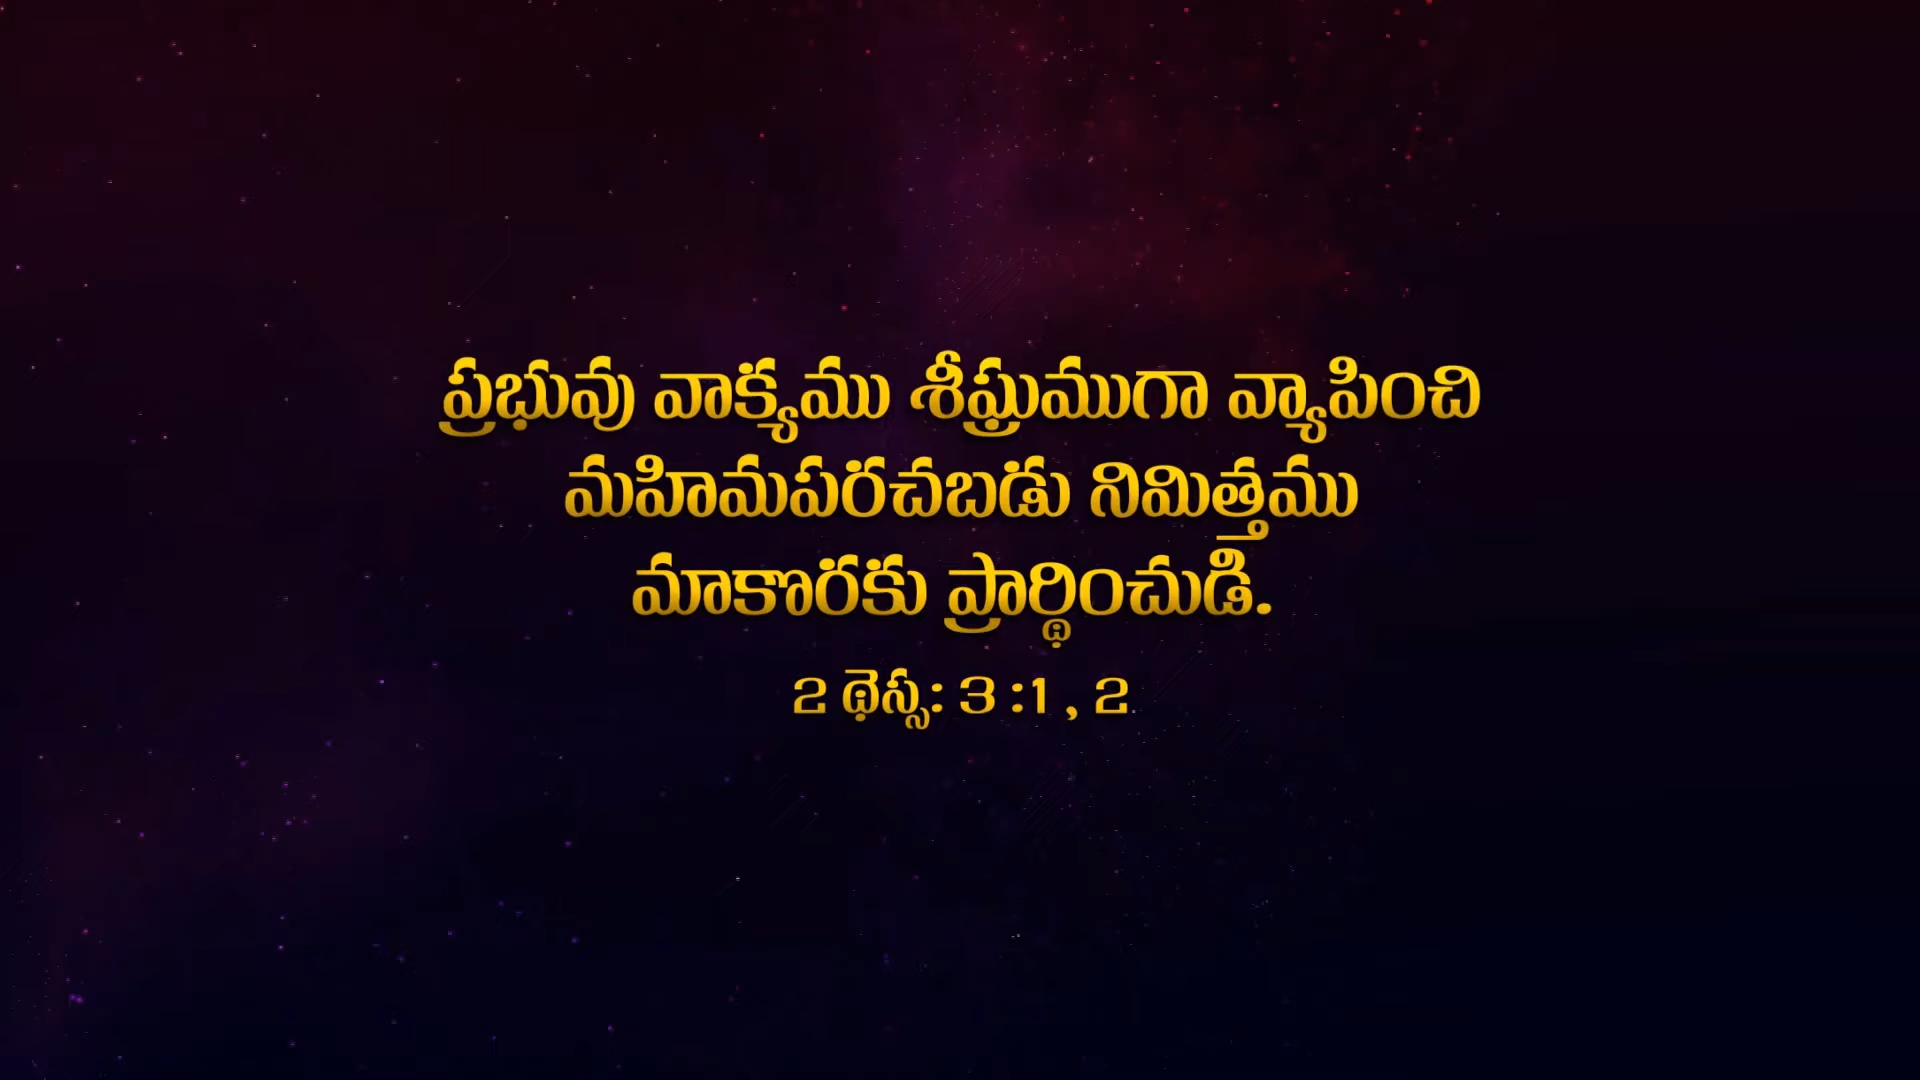 ప్రభువు వాక్యము శీఘ్రముగా వ్యాపించి
మహిమపరచబడు నిమిత్తము
మాకొరకు ప్రార్థించుడి.
2 థెస్స: 3 :1 , 2.